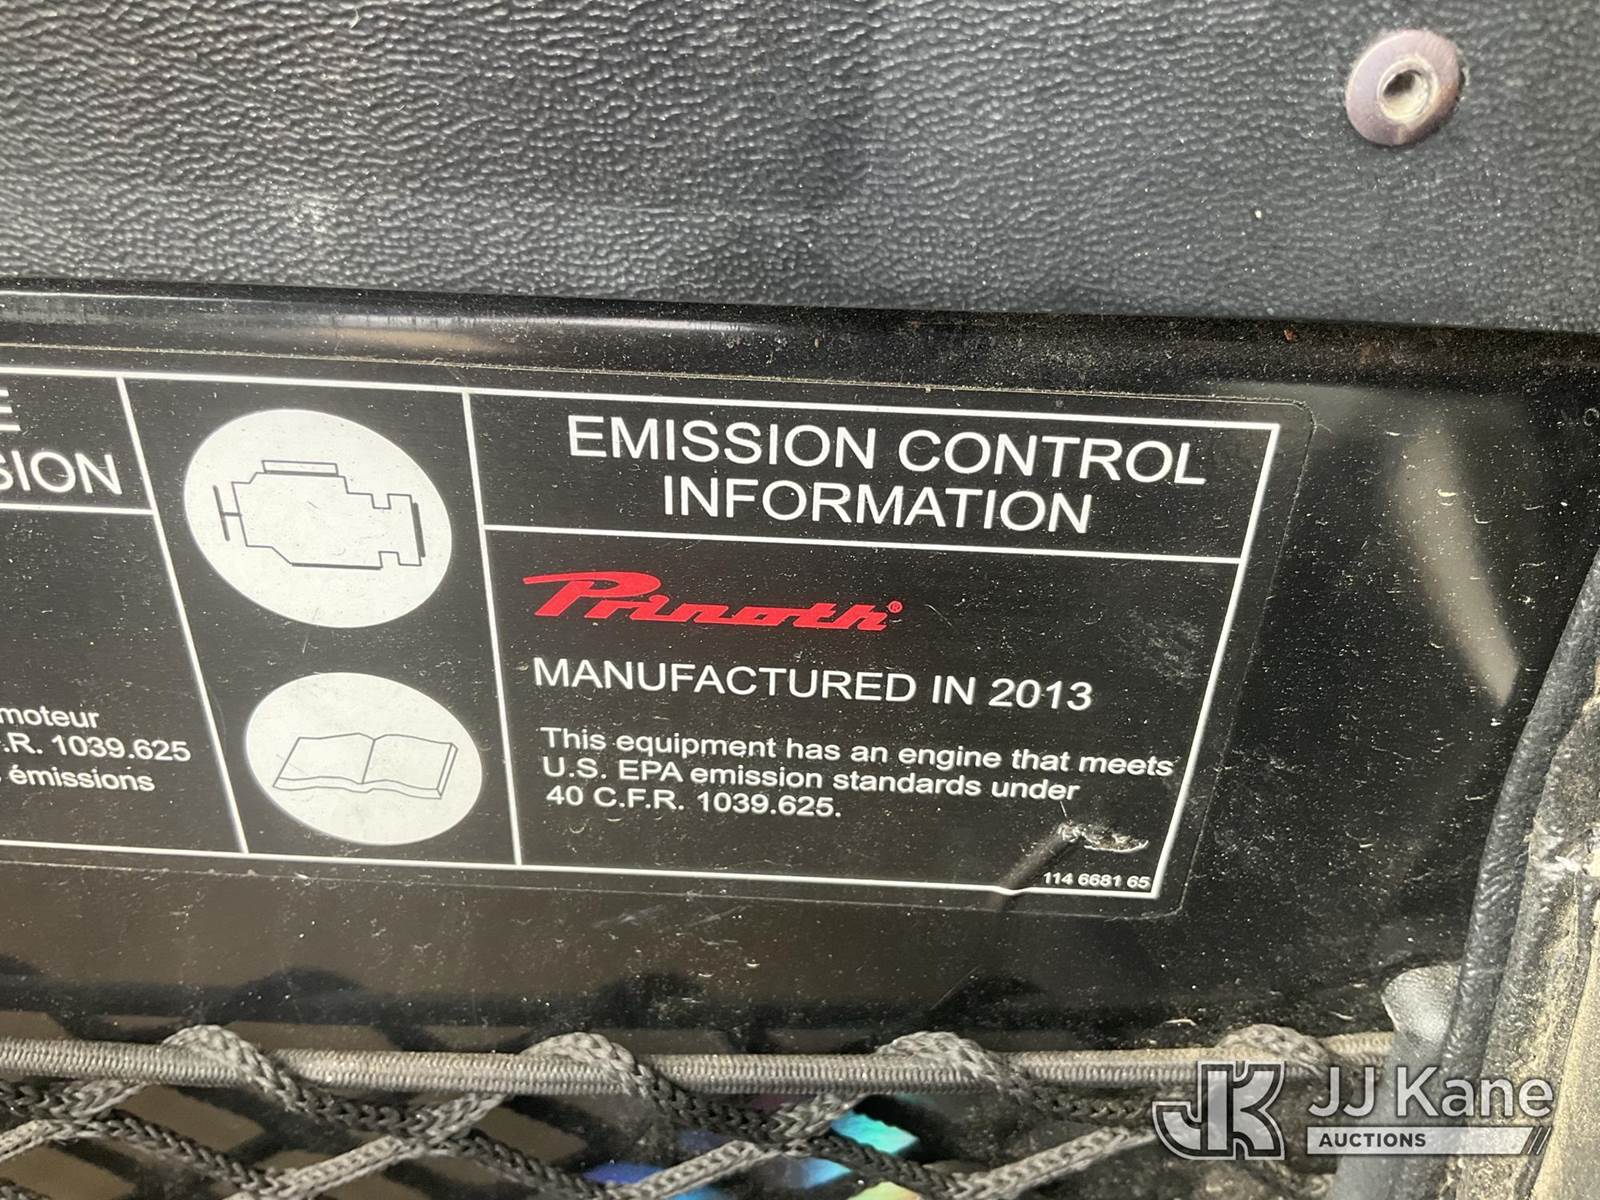 E
SION
moteur
.R. 1039.625
émissions
EMISSION CONTROL
INFORMATION
Prinoth®
MANUFACTURED IN 2013
This equipment has an engine that meets
U.S. EPA emission standards under
40 C.F.R. 1039.625.
114 6681 65
JK JJ Kane
AUCTIONS